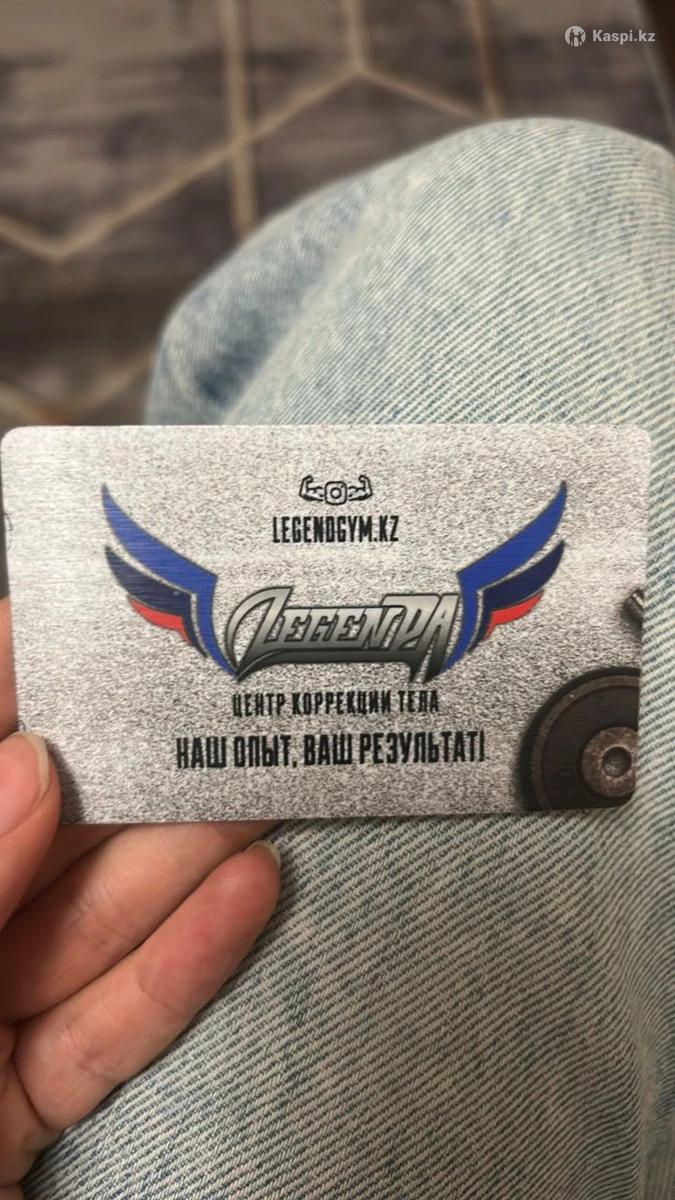 Kaspi.kz
LEGENDGYM.KZ
LEGENDA
ЦЕНТР КОРРЕКЦИИ ТЕЛА
НАШ ОПЫТ, ВАШ РЕЗУЛЬТАТ!